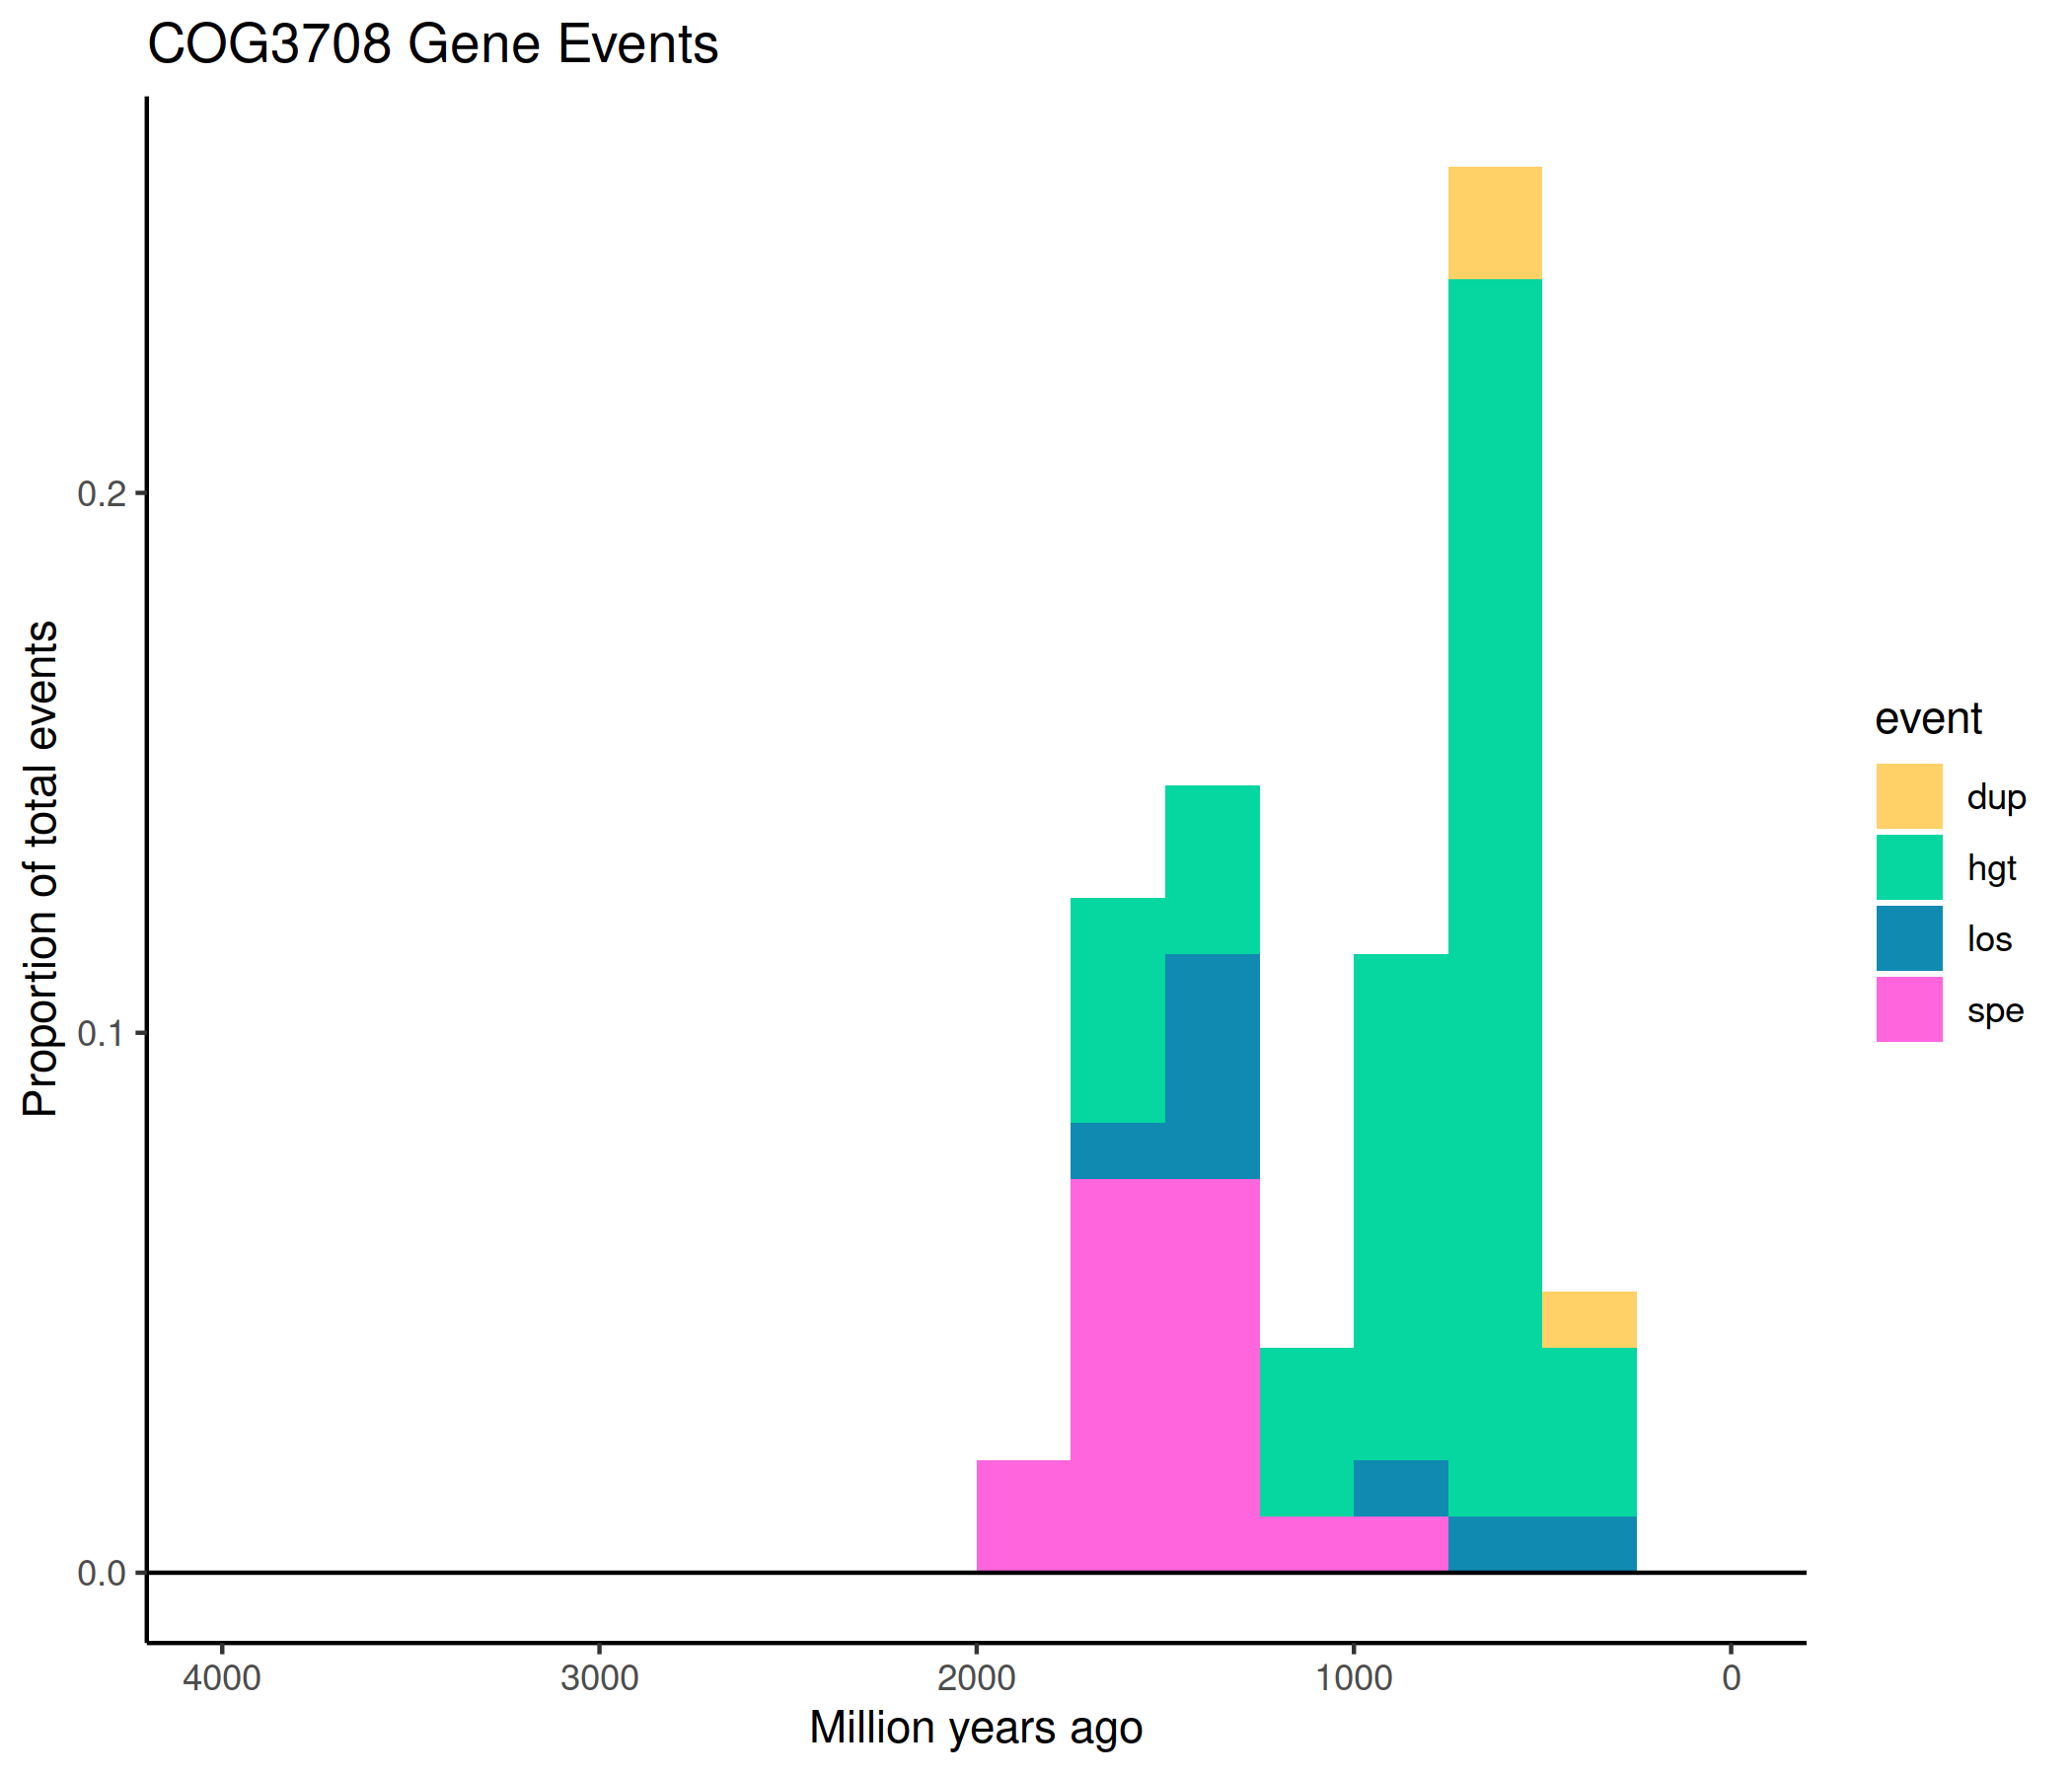 COG3708 Gene Events
Proportion of total events
0.2
0.1
0.0
4000 3000 2000 1000 0
Million years ago
event
dup
hgt
los
spe